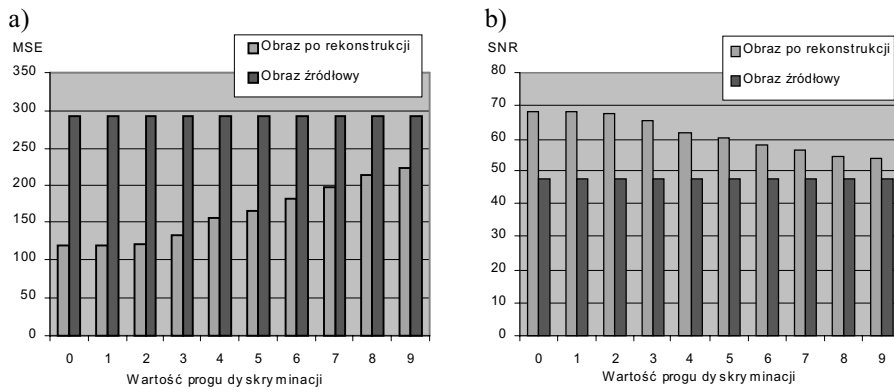 a)
MSE
Obraz po rekonstrukcji
Obraz źródłowy
350
300
250
200
150
100
50
0
0 1 2 3 4 5 6 7 8 9
Wartość progu dyskryminacji
b)
SNR
Obraz po rekonstrukcji
Obraz źródłowy
80
70
60
50
40
30
20
10
0
0 1 2 3 4 5 6 7 8 9
Wartość progu dyskryminacji